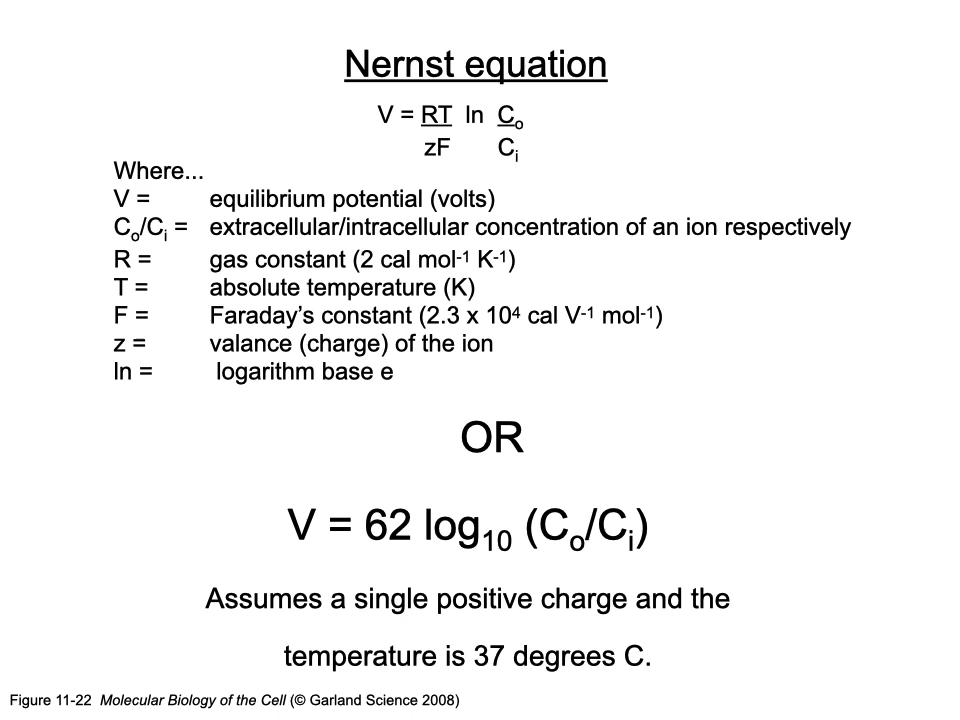 Nernst equation
V = RT ln Co
zF Ci
Where...
V = equilibrium potential (volts)
Co/Ci = extracellular/intracellular concentration of an ion respectively
R = gas constant (2 cal mol-1 K-1)
T = absolute temperature (K)
F = Faraday’s constant (2.3 x 104 cal V-1 mol-1)
z = valance (charge) of the ion
ln = logarithm base e
OR
V = 62 log10 (Co/Ci)
Assumes a single positive charge and the
temperature is 37 degrees C.
Figure 11-22 Molecular Biology of the Cell (© Garland Science 2008)